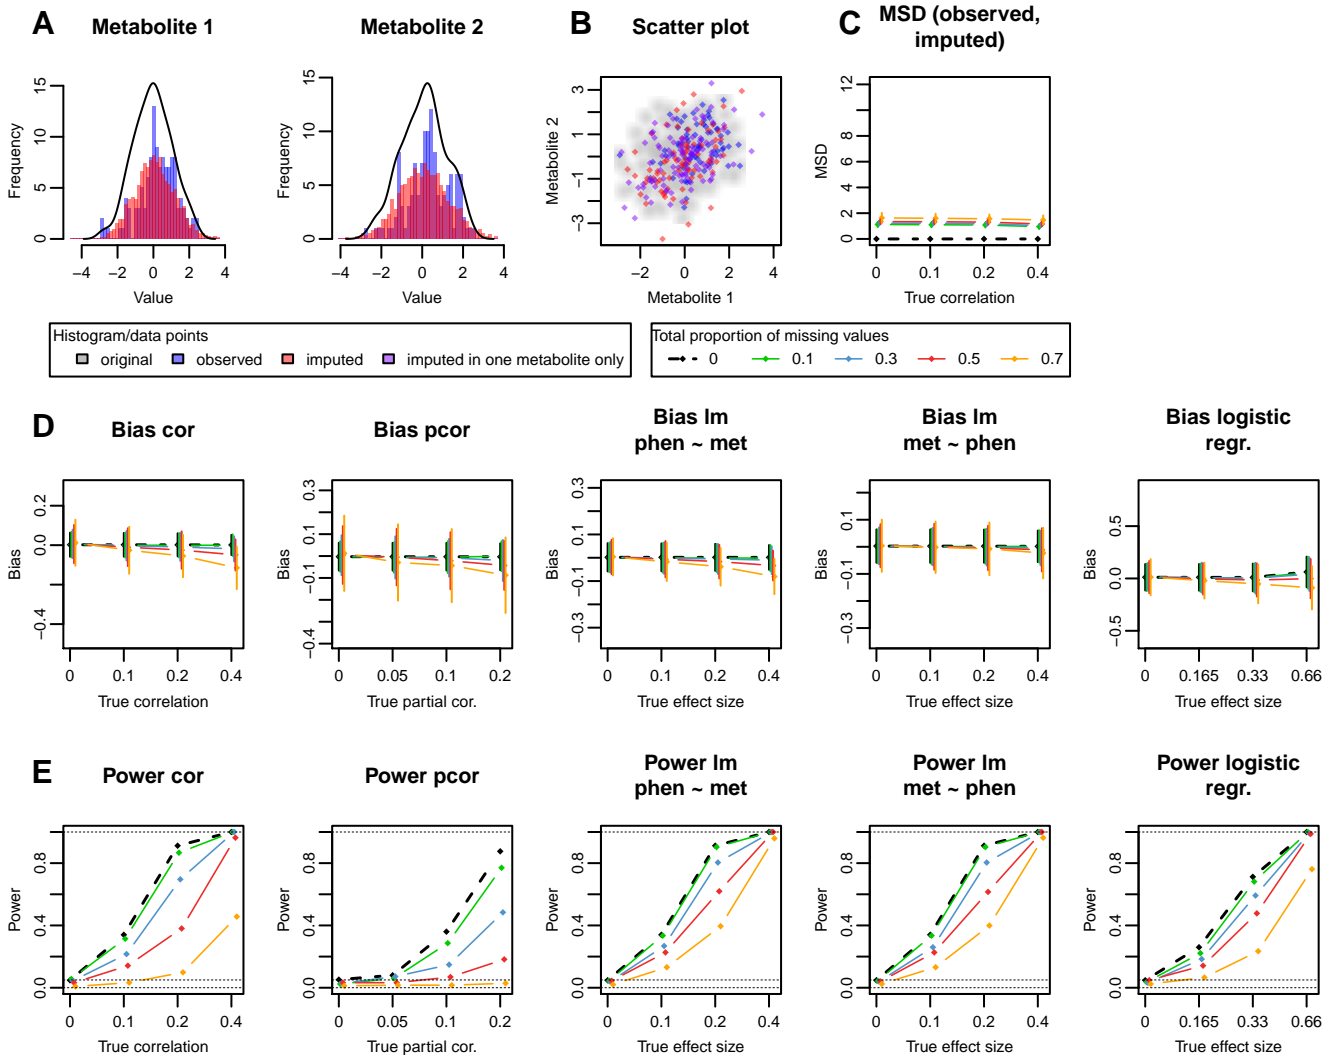 A Metabolite 1 Metabolite 2 B Scatter plot C MSD (observed,
imputed)
Frequency
15
10
5
0
−4 −2 0 2 4
Value
Frequency
15
10
5
0
−4 −2 0 2 4
Value
Metabolite 2
3
1
−1
−3
−2 0 2 4
Metabolite 1
MSD
12
10
8
6
4
2
0
0 0.1 0.2 0.4
True correlation
Histogram/data points
original observed imputed imputed in one metabolite only
Total proportion of missing values
0 0.1 0.3 0.5 0.7
D Bias cor Bias pcor Bias lm
phen ~ met
Bias lm
met ~ phen
Bias logistic
regr.
Bias
0.2
0.0
−0.4
0 0.1 0.2 0.4
True correlation
Bias
0.3
0.1
−0.1
−0.4
0 0.05 0.1 0.2
True partial cor.
Bias
0.3
0.1
−0.1
−0.3
0 0.1 0.2 0.4
True effect size
Bias
0.1
−0.1
−0.3
0 0.1 0.2 0.4
True effect size
Bias
0.5
0.0
−0.5
0 0.165 0.33 0.66
True effect size
E Power cor Power pcor Power lm
phen ~ met
Power lm
met ~ phen
Power logistic
regr.
Power
0.8
0.4
0.0
0 0.1 0.2 0.4
True correlation
Power
0.8
0.4
0.0
0 0.05 0.1 0.2
True partial cor.
Power
0.8
0.4
0.0
0 0.1 0.2 0.4
True effect size
Power
0.8
0.4
0.0
0 0.1 0.2 0.4
True effect size
Power
0.8
0.4
0.0
0 0.165 0.33 0.66
True effect size